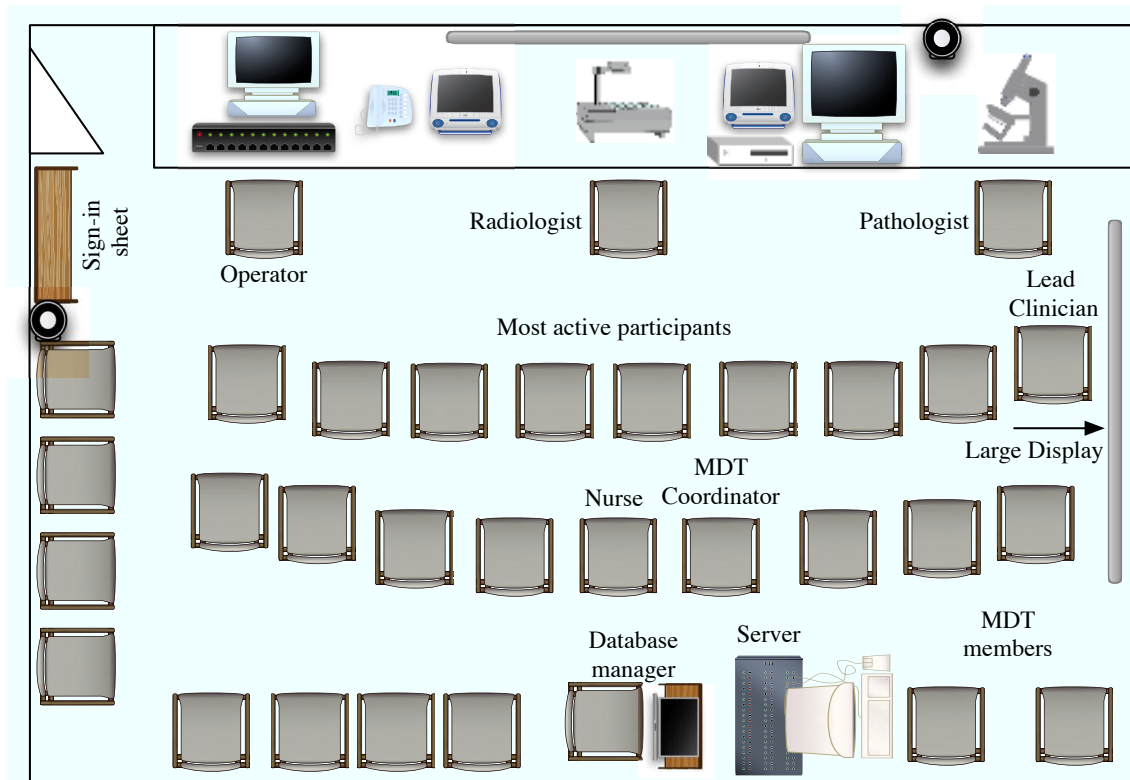 Sign-in
sheet
Operator
Radiologist
Pathologist
Lead
Clinician
Most active participants
Large Display
Nurse
MDT
Coordinator
Database
manager
Server
MDT
members